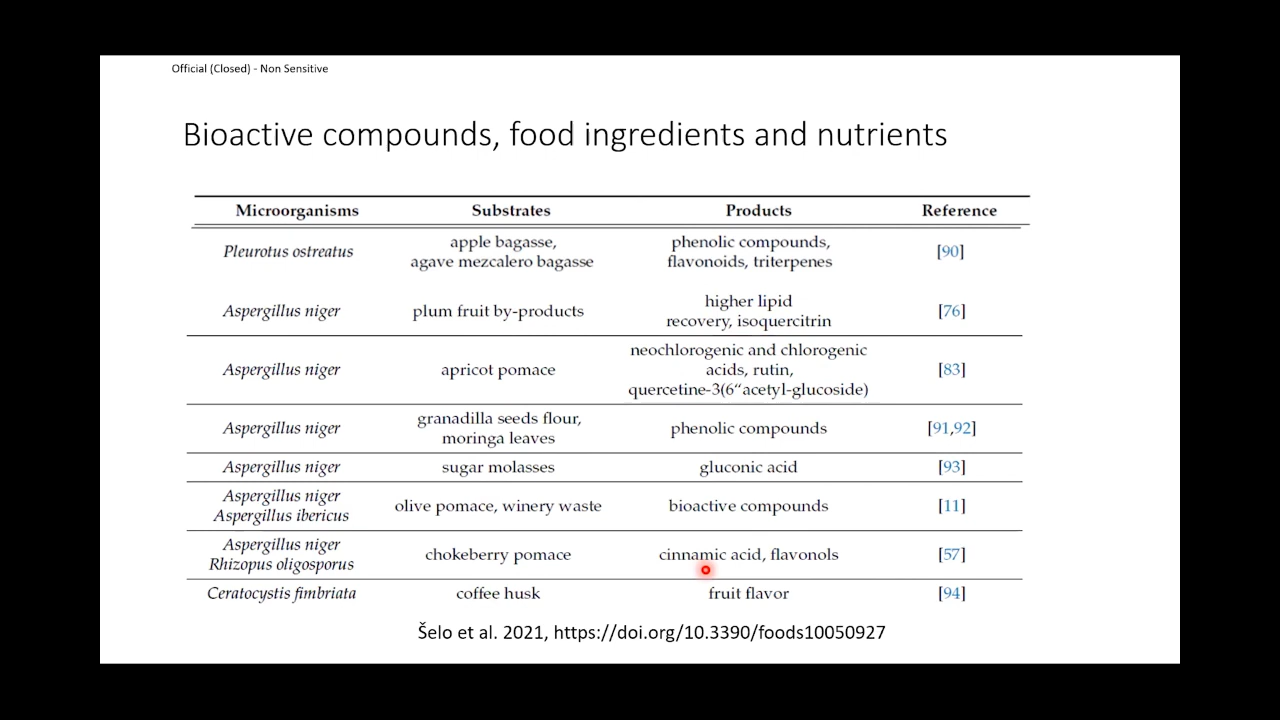 Official (Closed) - Non Sensitive
Bioactive compounds, food ingredients and nutrients
Microorganisms Substrates Products Reference
Pleurotus ostreatus apple bagasse, agave mezcalero bagasse phenolic compounds, flavonoids, triterpenes [90]
Aspergillus niger plum fruit by-products higher lipid recovery, isoquercitrin [76]
Aspergillus niger apricot pomace neochlorogenic and chlorogenic acids, rutin, quercetine-3(6“acetyl-glucoside) [83]
Aspergillus niger granadilla seeds flour, moringa leaves phenolic compounds [91,92]
Aspergillus niger sugar molasses gluconic acid [93]
Aspergillus niger Aspergillus ibericus olive pomace, winery waste bioactive compounds [11]
Aspergillus niger Rhizopus oligosporus chokeberry pomace cinnamic acid, flavonols [57]
Ceratocystis fimbriata coffee husk fruit flavor [94]
Šelo et al. 2021, https://doi.org/10.3390/foods10050927